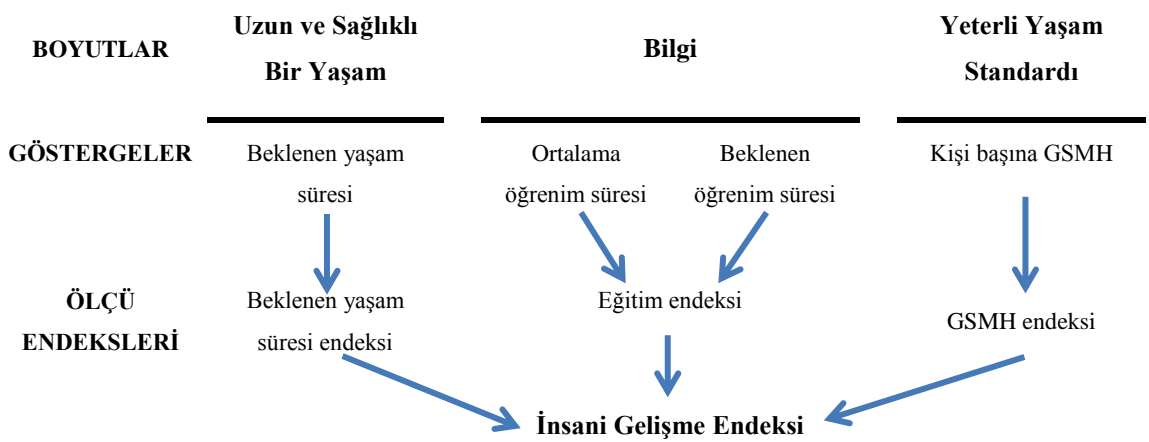 BOYUTLAR
Uzun ve Sağlıklı
Bir Yaşam
Bilgi
Yeterli Yaşam
Standardı
GÖSTERGELER
Beklenen yaşam
süresi
Ortalama
öğrenim süresi
Beklenen
öğrenim süresi
Kişi başına GSMH
ÖLÇÜ
ENDEKSLERİ
Beklenen yaşam
süresi endeksi
Eğitim endeksi
GSMH endeksi
İnsani Gelişme Endeksi